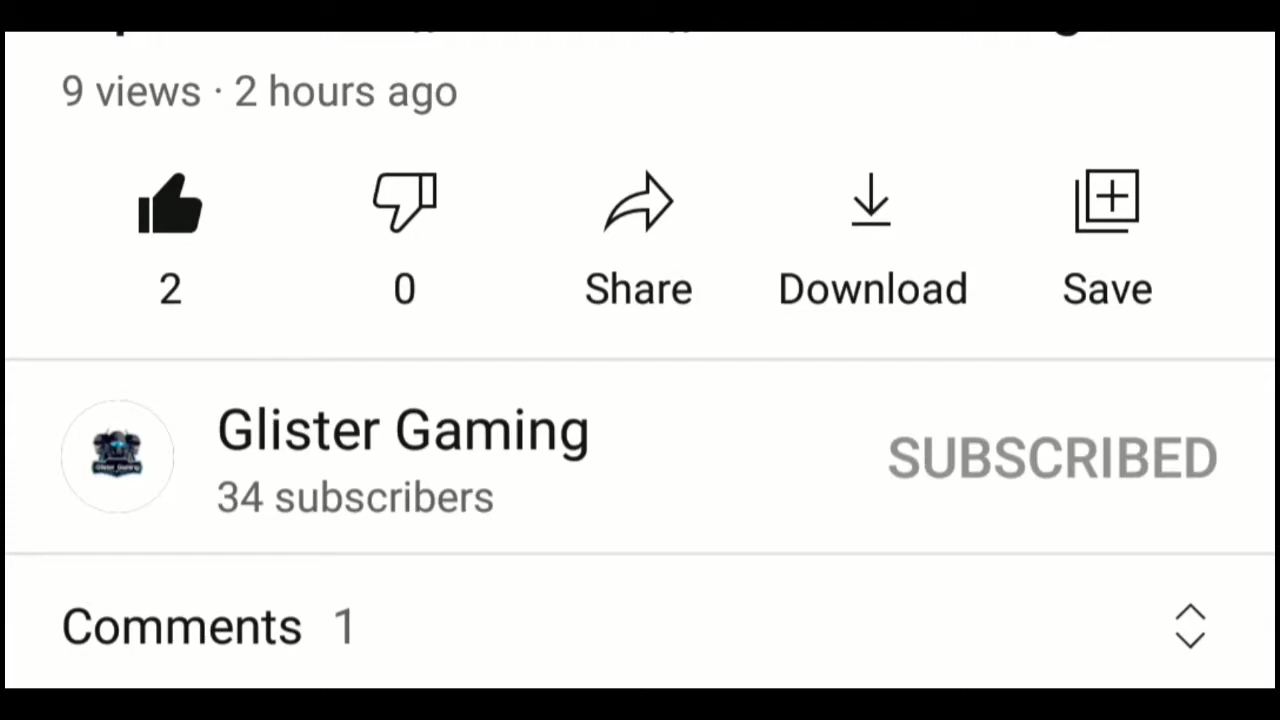 9 views · 2 hours ago
2
0
Share
Download
Save
Glister Gaming
34 subscribers
SUBSCRIBED
Comments 1